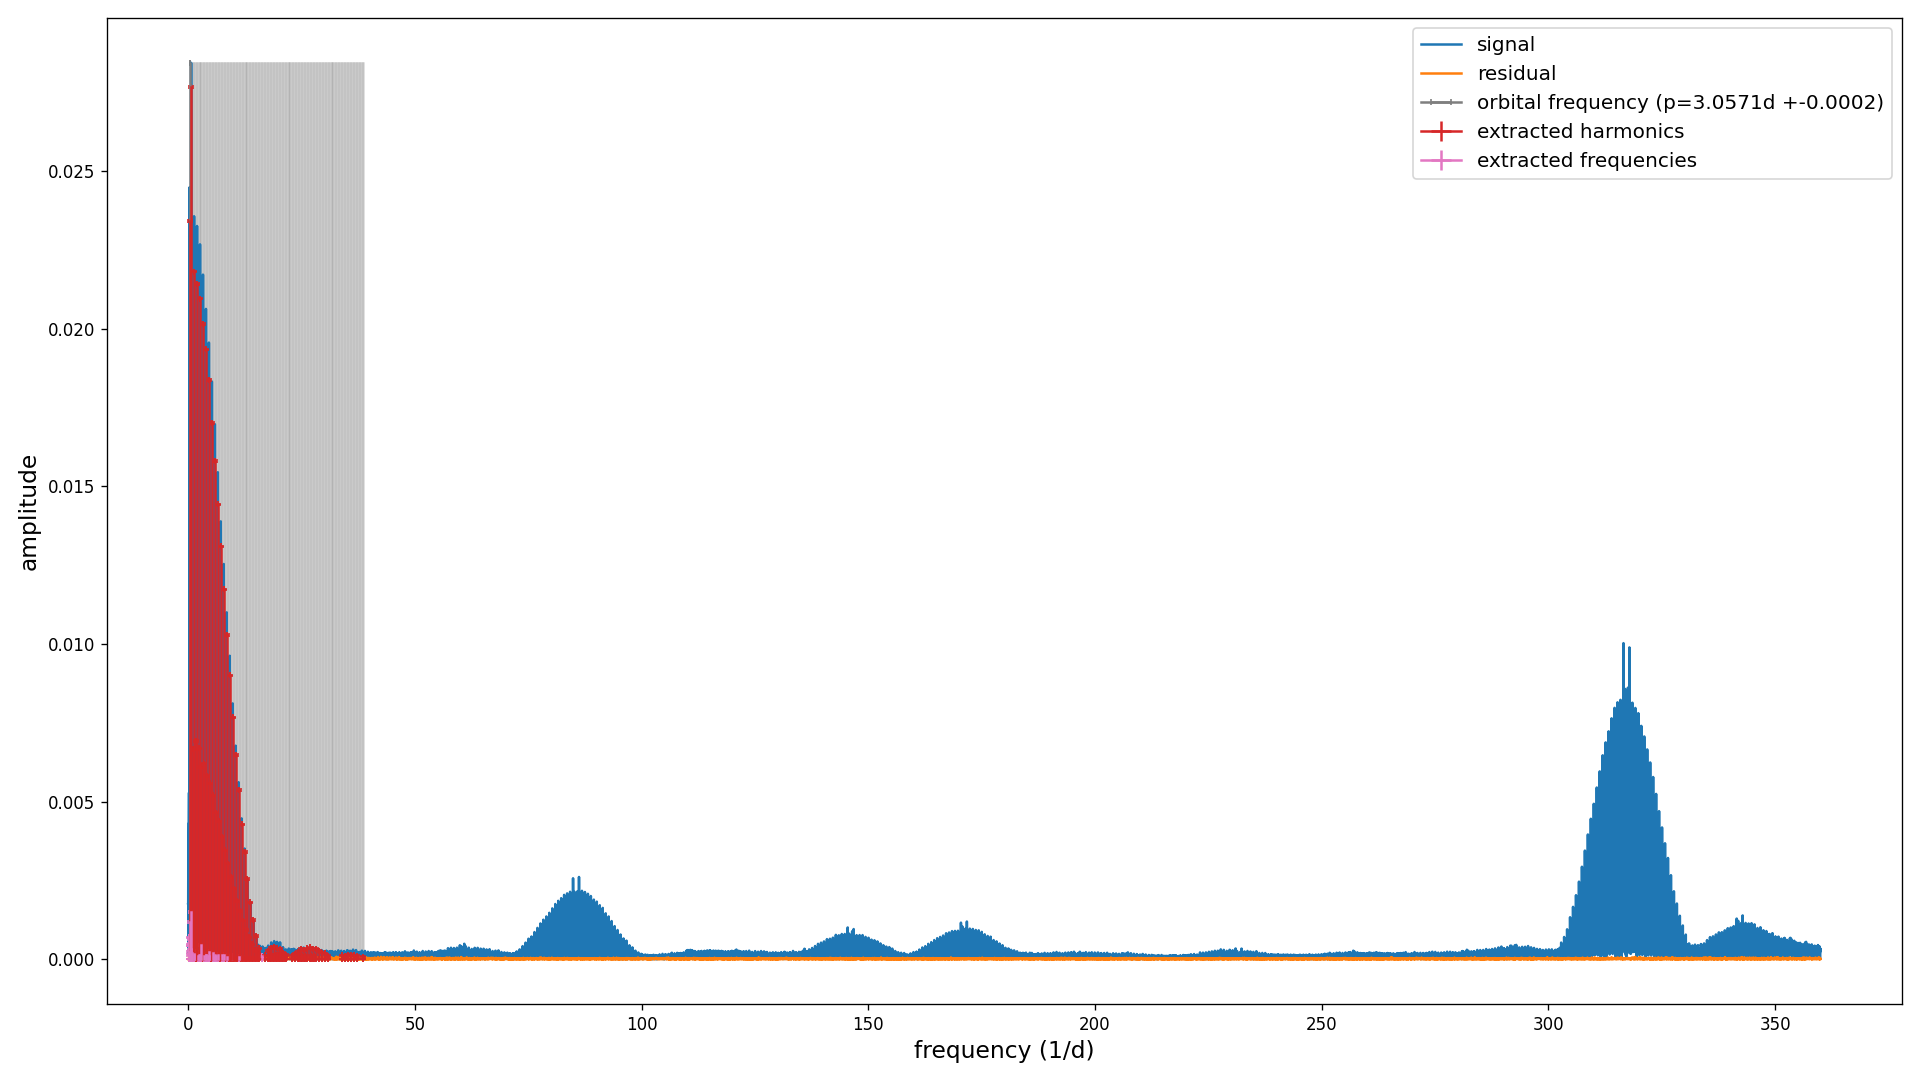 signal
residual
orbital frequency (p=3.0571d +-0.0002)
extracted harmonics
extracted frequencies
amplitude
0.025
0.020
0.015
0.010
0.005
0.000
0 50 100 150 200 250 300 350
frequency (1/d)